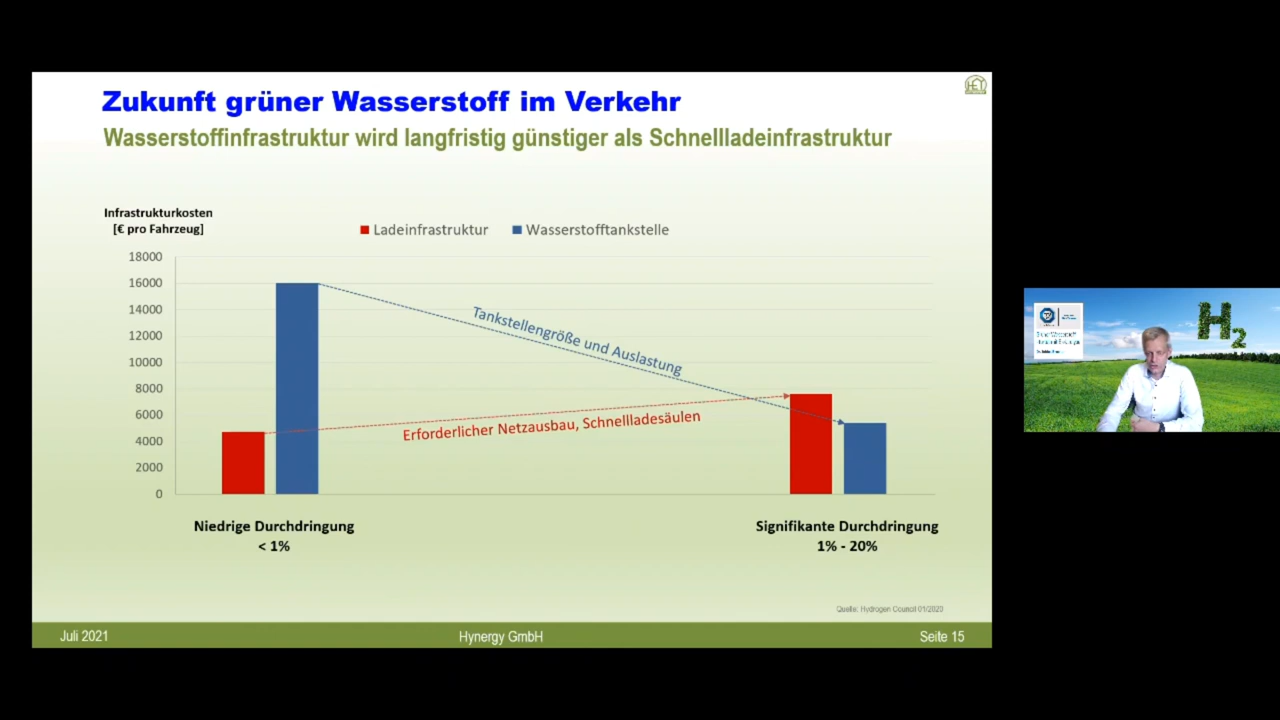 Zukunft grüner Wasserstoff im Verkehr
Wasserstoffinfrastruktur wird langfristig günstiger als Schnellladeinfrastruktur
Infrastrukturkosten
[€ pro Fahrzeug]
Ladeinfrastruktur
Wasserstofftankstelle
18000
16000
14000
12000
10000
8000
6000
4000
2000
0
Tankstellengröße und Auslastung
Erforderlicher Netzausbau, Schnellladesäulen
Niedrige Durchdringung
< 1%
Signifikante Durchdringung
1% - 20%
Quelle: Hydrogen Council 01/2020
Juli 2021
Hynergy GmbH
Seite 15
H2